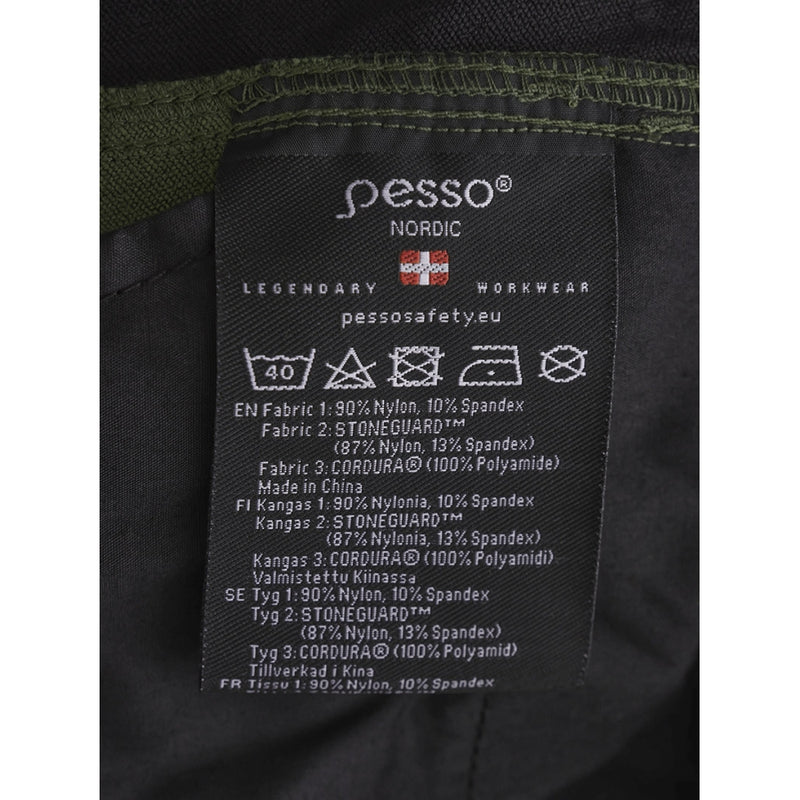 pesso®
NORDIC
LEGENDARY WORKWEAR
pessosafety.eu
40
EN Fabric 1: 90% Nylon, 10% Spandex
Fabric 2: STONEGUARD™
(87% Nylon, 13% Spandex)
Fabric 3: CORDURA® (100% Polyamide)
Made in China
FI Kangas 1: 90% Nylonia, 10% Spandex
Kangas 2: STONEGUARD™
(87% Nylonia, 13% Spandex)
Kangas 3: CORDURA® (100% Polyamidi)
Valmistettu Kiinassa
SE Tyg 1: 90% Nylon, 10% Spandex
Tyg 2: STONEGUARD™
(87% Nylon, 13% Spandex)
Tyg 3: CORDURA® (100% Polyamid)
Tillverkad i Kina
FR Tissu 1: 90% Nylon, 10% Spandex